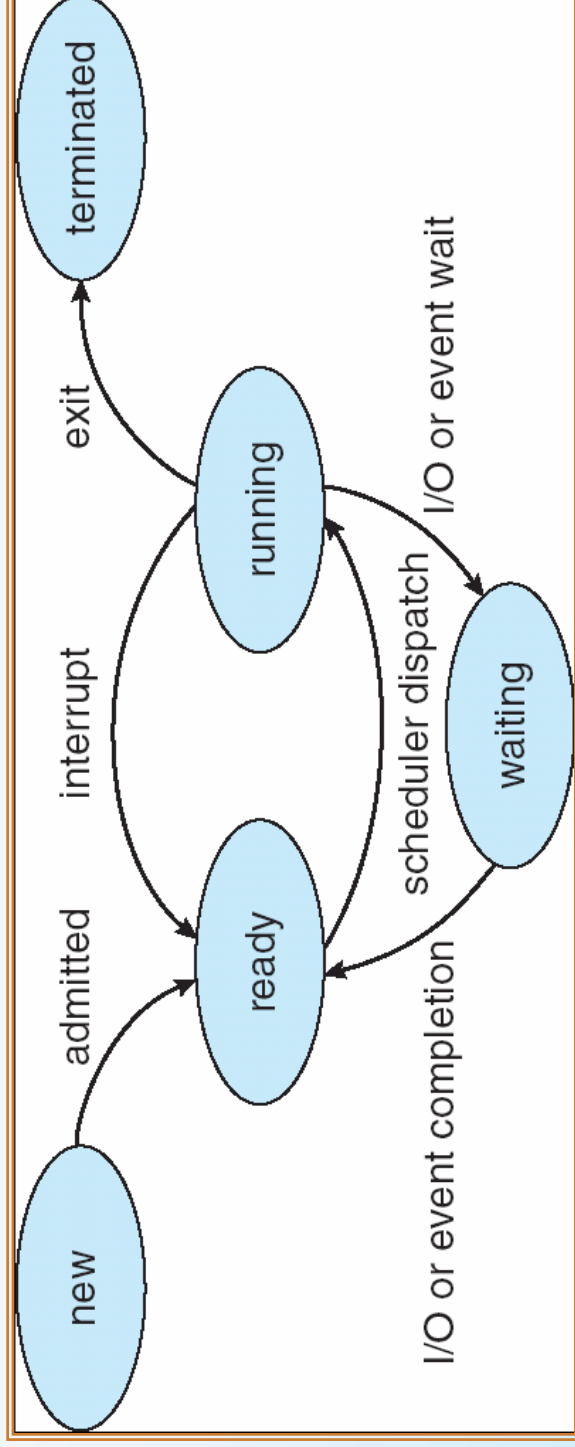 new
admitted
interrupt
exit
terminated
ready
running
I/O or event completion
scheduler dispatch
I/O or event wait
waiting